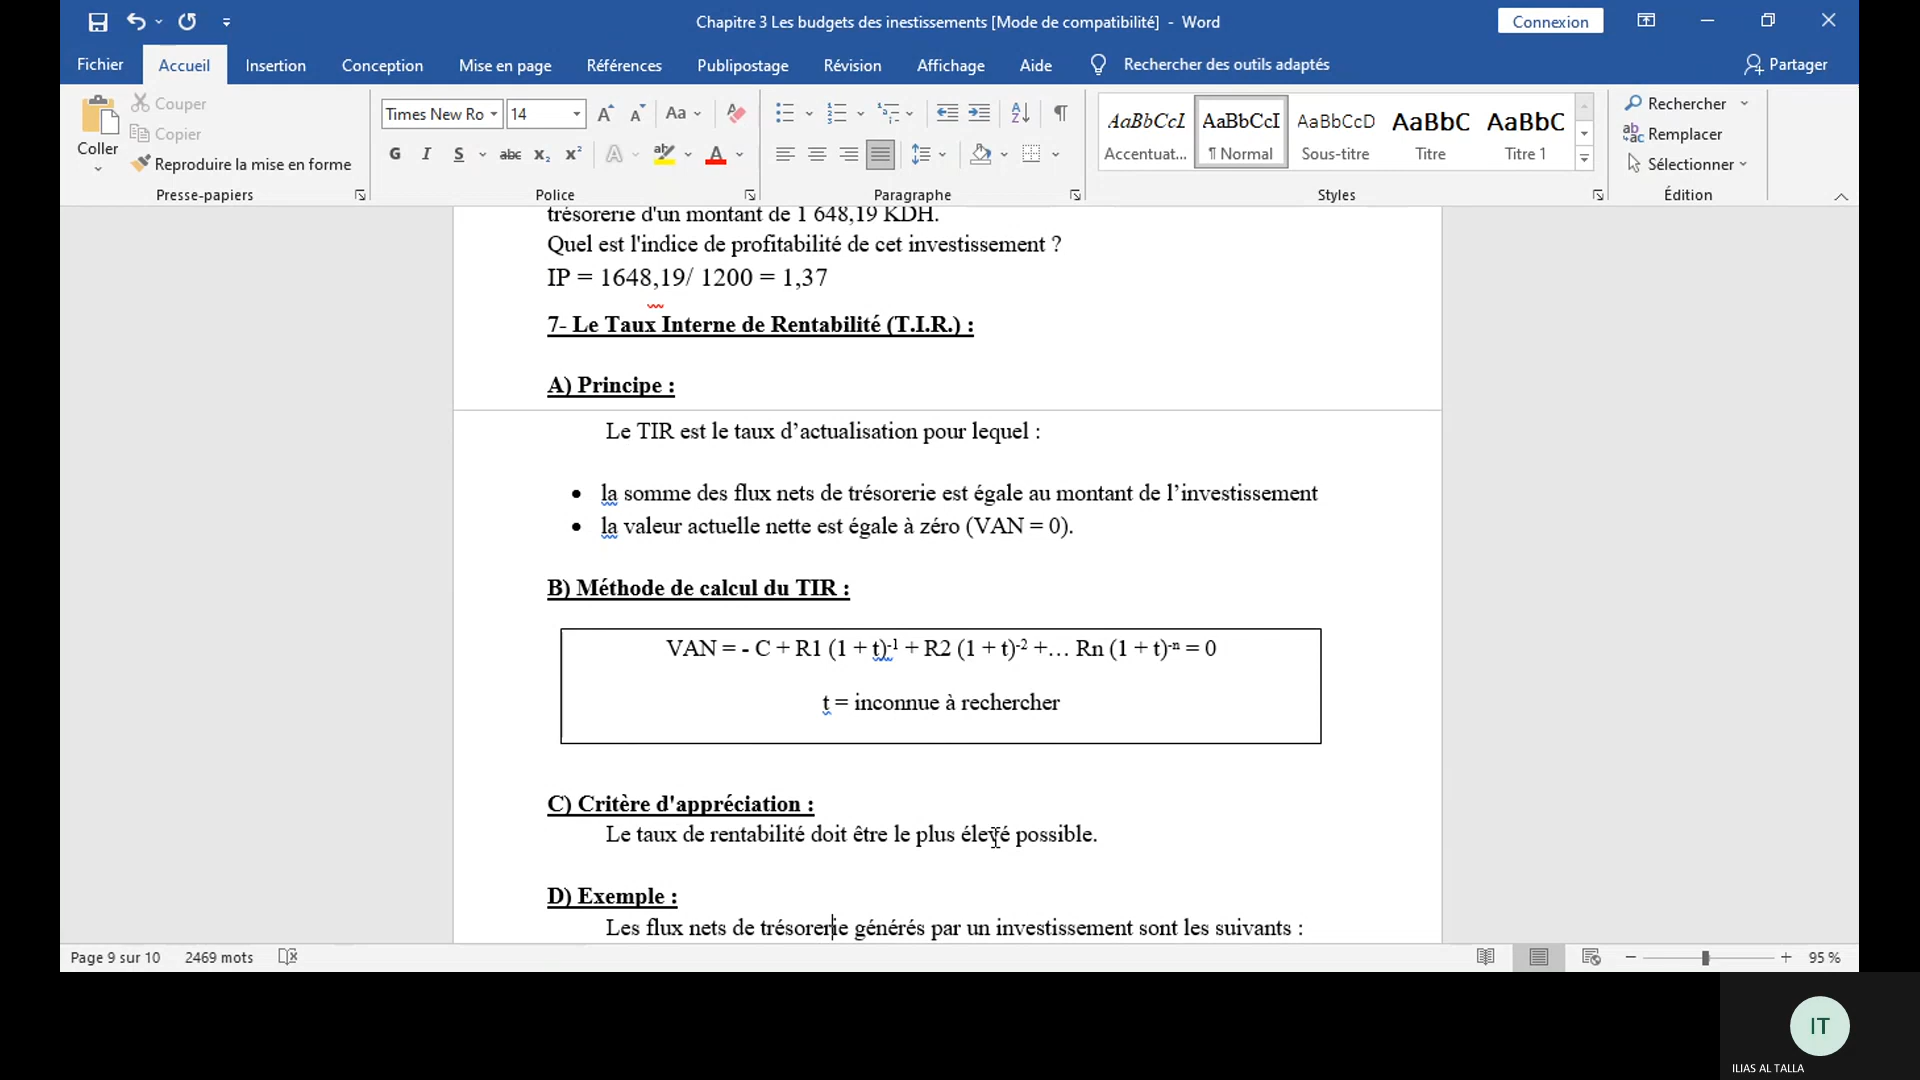 Chapitre 3 Les budgets des inestissements [Mode de compatibilité] - Word
Connexion
Fichier
Accueil
Insertion
Conception
Mise en page
Références
Publipostage
Révision
Affichage
Aide
Rechercher des outils adaptés
Partager
Coller
Couper
Copier
Reproduire la mise en forme
Presse-papiers
Times New Ro
14
Aa
G I S abc x₂ x²
A
A
Police
Paragraphe
AaBbCcI
Accentuat...
AaBbCcI
¶ Normal
AaBbCcD
Sous-titre
AaBbC
Titre
AaBbC
Titre 1
Styles
Rechercher
Remplacer
Sélectionner
Édition
trésorerie d'un montant de 1 648,19 KDH.
Quel est l'indice de profitabilité de cet investissement ?
IP = 1648,19/ 1200 = 1,37
7- Le Taux Interne de Rentabilité (T.I.R.) :
A) Principe :
Le TIR est le taux d’actualisation pour lequel :
• la somme des flux nets de trésorerie est égale au montant de l’investissement
• la valeur actuelle nette est égale à zéro (VAN = 0).
B) Méthode de calcul du TIR :
VAN = - C + R1 (1 + t)⁻¹ + R2 (1 + t)⁻² +… Rn (1 + t)⁻ⁿ = 0
t = inconnue à rechercher
C) Critère d'appréciation :
Le taux de rentabilité doit être le plus élevé possible.
D) Exemple :
Les flux nets de trésorerie générés par un investissement sont les suivants :
Page 9 sur 10
2469 mots
95 %
IT
ILIAS AL TALLA